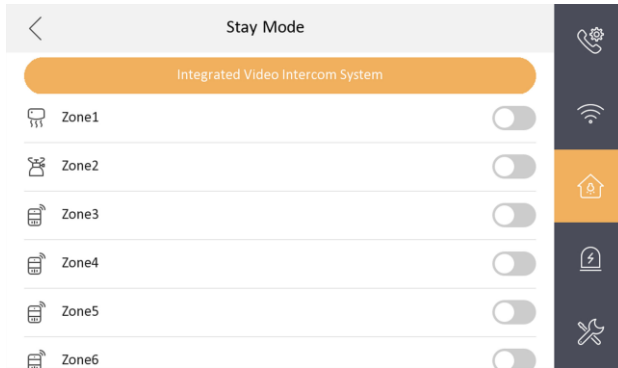 Stay Mode
Integrated Video Intercom System
Zone1
Zone2
Zone3
Zone4
Zone5
Zone6